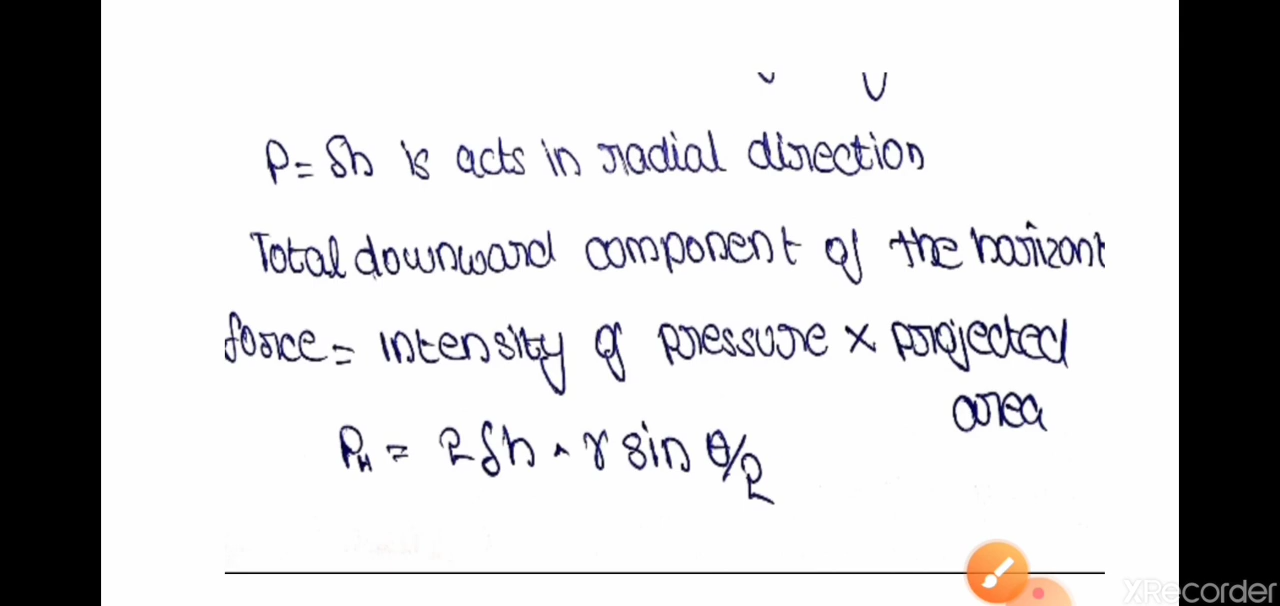 P = δh is acts in radial direction
Total downward component of the horizont
force = intensity of pressure × projected
area
P_H = 2δh · r sin θ/2
XRecorder